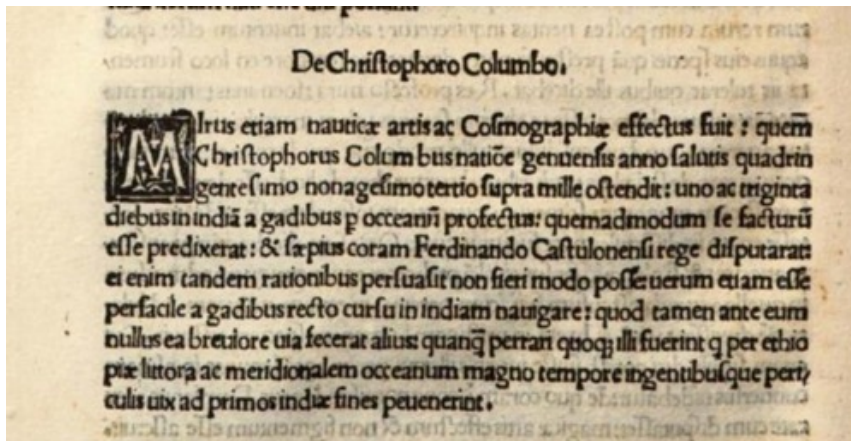 De Christophoro Columbo.
MIrus etiam nauticæ artis ac Coſmographiæ effectus fuit : quem̄
Chriſtophorus Colum bus natiōe genuenſis anno ſalutis quadrin
genteſimo nonageſimo tertio ſupra mille oſtendit: uno ac triginta
diebus in indiā a gadibus p occeanū profectus: quemadmodum ſe facturū
eſſe predixerat: & ſæpius coram Ferdinando Caſtulonenſi rege diſputarat:
ei enim tandem rationibus perſuaſit non fieri modo poſſe: uerum etiam eſſe
perfacile a gadibus recto curſu in indiam nauigare: quod tamen ante eum
nullus ea breuiore uia fecerat alius: quanq̄ perrari quoq; illi fuerint q per ethio
piæ littora ac meridionalem occeanum magno tempore ingentibuſque peri/
culis uix ad primos indiæ fines peuenerint.